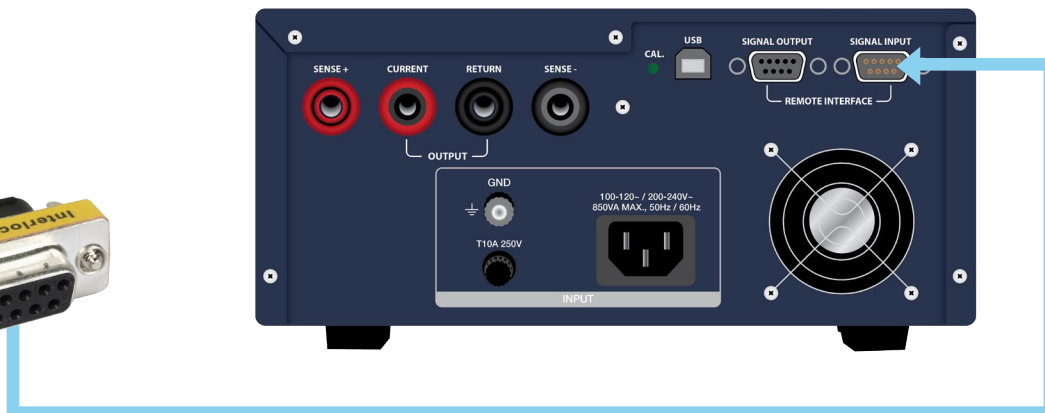 CAL.
USB
SIGNAL OUTPUT
SIGNAL INPUT
REMOTE INTERFACE
SENSE +
CURRENT
RETURN
SENSE -
OUTPUT
GND
T10A 250V
100-120~ / 200-240V~
850VA MAX., 50Hz / 60Hz
INPUT
Interloc